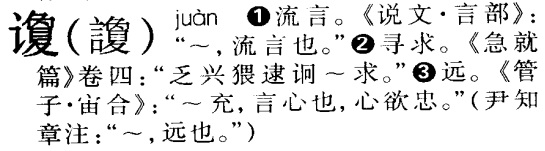 𫍽(讂) juàn ❶流言。《说文·言部》:
“~,流言也。”❷寻求。《急就
篇》卷四:“乏兴猥逮诇~求。”❸远。《管
子·宙合》:“~充,言心也,心欲忠。”(尹知
章注:“~,远也。”)